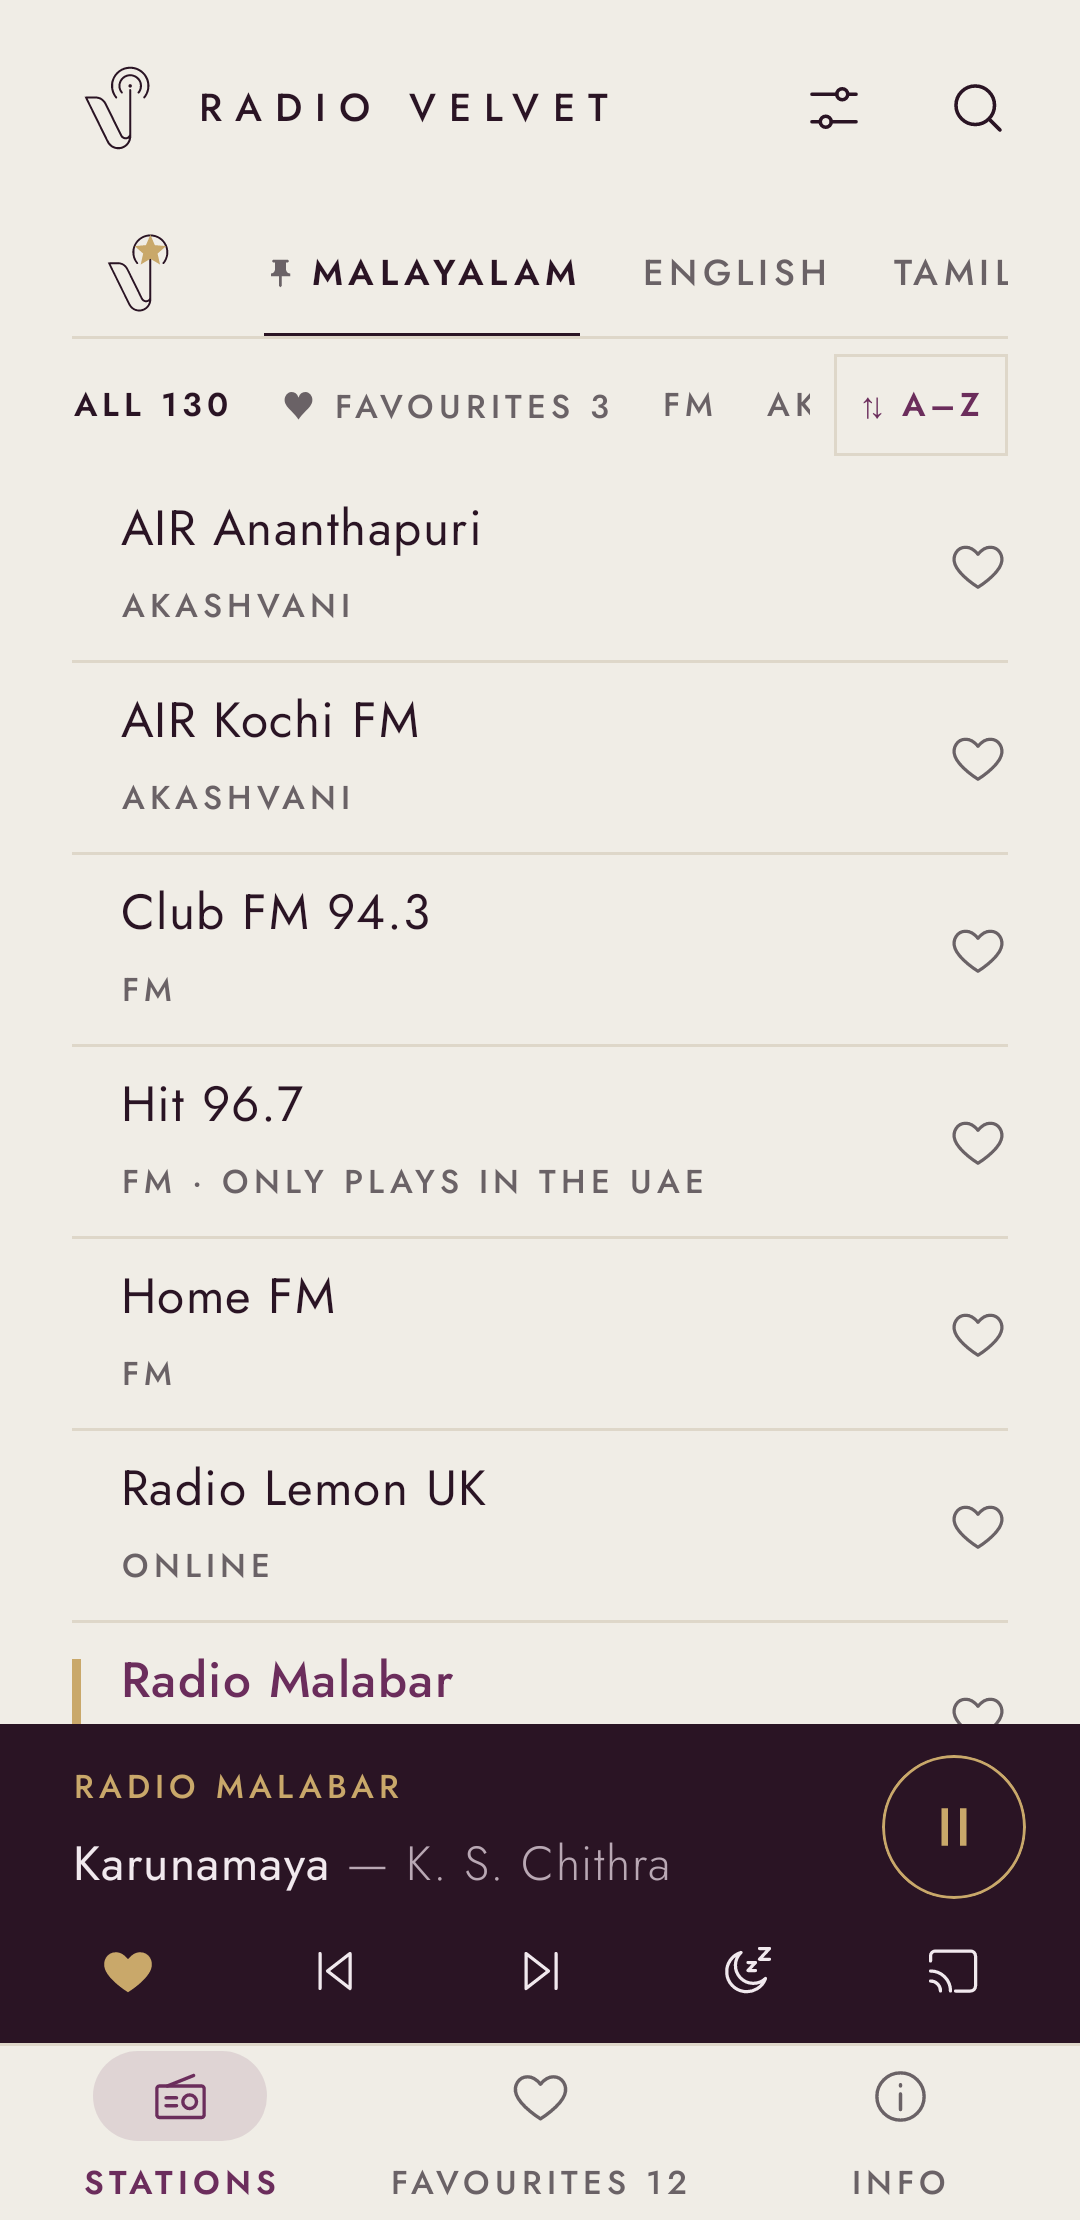 RADIO VELVET
MALAYALAM ENGLISH TAMIL
ALL 130 FAVOURITES 3 FM AK A–Z
AIR Ananthapuri
AKASHVANI
AIR Kochi FM
AKASHVANI
Club FM 94.3
FM
Hit 96.7
FM · ONLY PLAYS IN THE UAE
Home FM
FM
Radio Lemon UK
ONLINE
Radio Malabar
RADIO MALABAR
Karunamaya — K. S. Chithra
STATIONS FAVOURITES 12 INFO